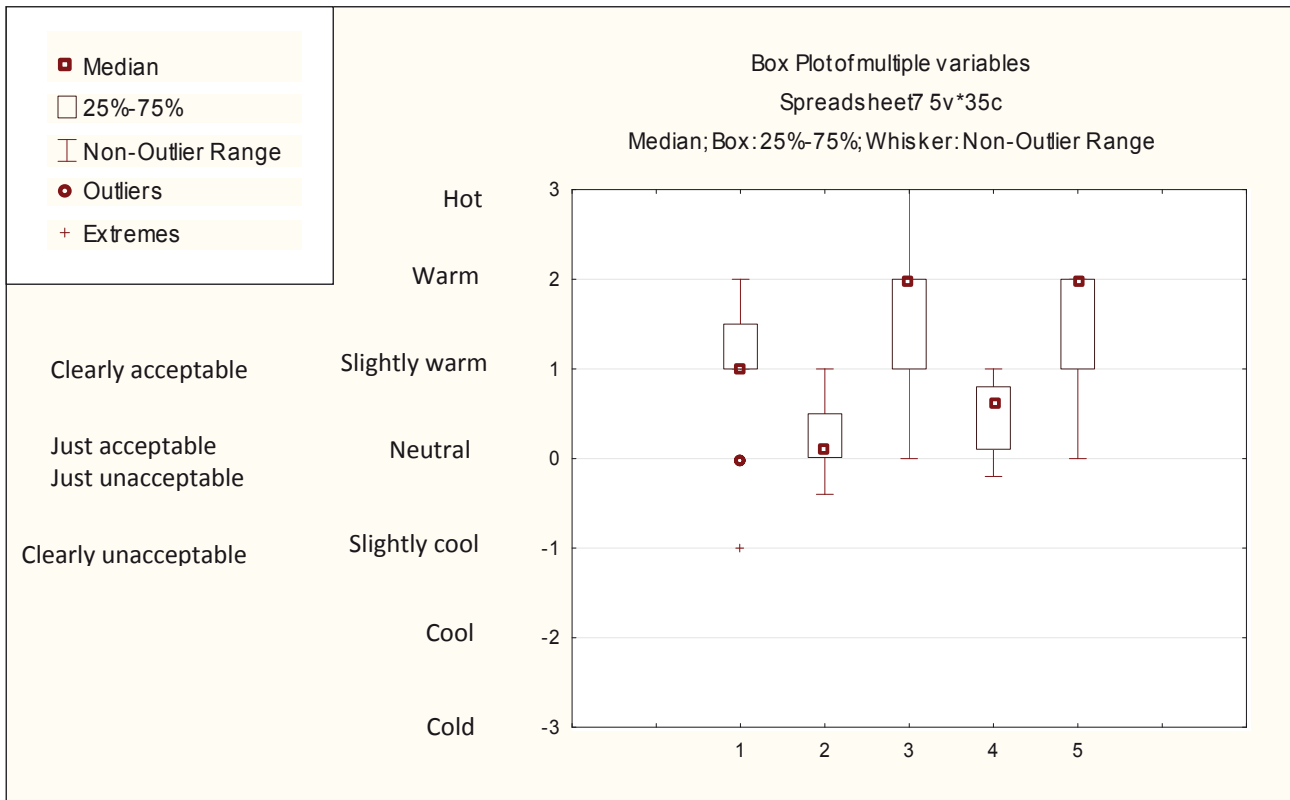 Median
25%-75%
Non-Outlier Range
Outliers
Extremes
Box Plot of multiple variables
Spreadsheet7 5v*35c
Median; Box: 25%-75%; Whisker: Non-Outlier Range
Hot
3
Warm
2
Clearly acceptable
Slightly warm
1
Just acceptable
Neutral
0
Just unacceptable
Clearly unacceptable
Slightly cool
-1
Cool
-2
Cold
-3
1 2 3 4 5